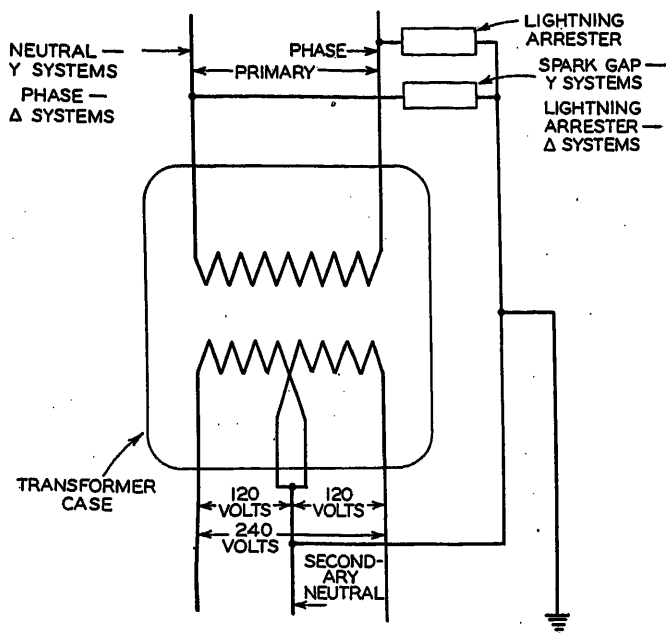 NEUTRAL
Y SYSTEMS
PHASE
Δ SYSTEMS
PHASE
PRIMARY
LIGHTNING
ARRESTER
SPARK GAP
Y SYSTEMS
LIGHTNING
ARRESTER
Δ SYSTEMS
TRANSFORMER
CASE
120
VOLTS
120
VOLTS
240
VOLTS
SECOND-
ARY
NEUTRAL